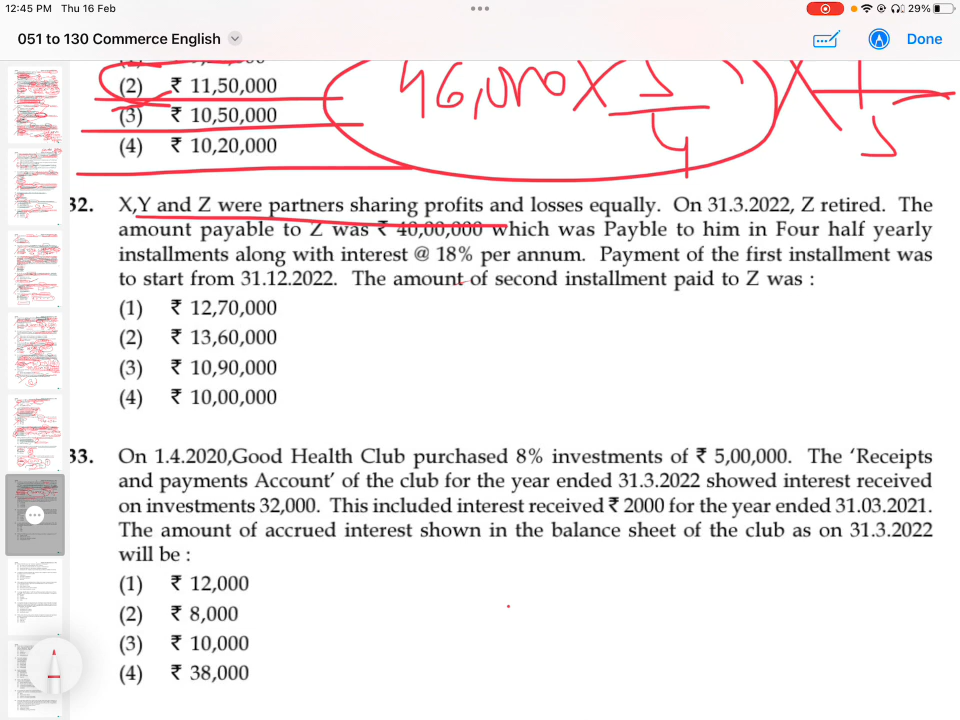 12:45 PM Thu 16 Feb
29%
051 to 130 Commerce English
Done
(2) ₹ 11,50,000
(3) ₹ 10,50,000
(4) ₹ 10,20,000
46,000 X
4
X 1
32. X,Y and Z were partners sharing profits and losses equally. On 31.3.2022, Z retired. The
amount payable to Z was ₹ 40,00,000 which was Payble to him in Four half yearly
installments along with interest @ 18% per annum. Payment of the first installment was
to start from 31.12.2022. The amount of second installment paid to Z was :
(1) ₹ 12,70,000
(2) ₹ 13,60,000
(3) ₹ 10,90,000
(4) ₹ 10,00,000
33. On 1.4.2020,Good Health Club purchased 8% investments of ₹ 5,00,000. The ‘Receipts
and payments Account’ of the club for the year ended 31.3.2022 showed interest received
on investments 32,000. This included interest received ₹ 2000 for the year ended 31.03.2021.
The amount of accrued interest shown in the balance sheet of the club as on 31.3.2022
will be :
(1) ₹ 12,000
(2) ₹ 8,000
(3) ₹ 10,000
(4) ₹ 38,000